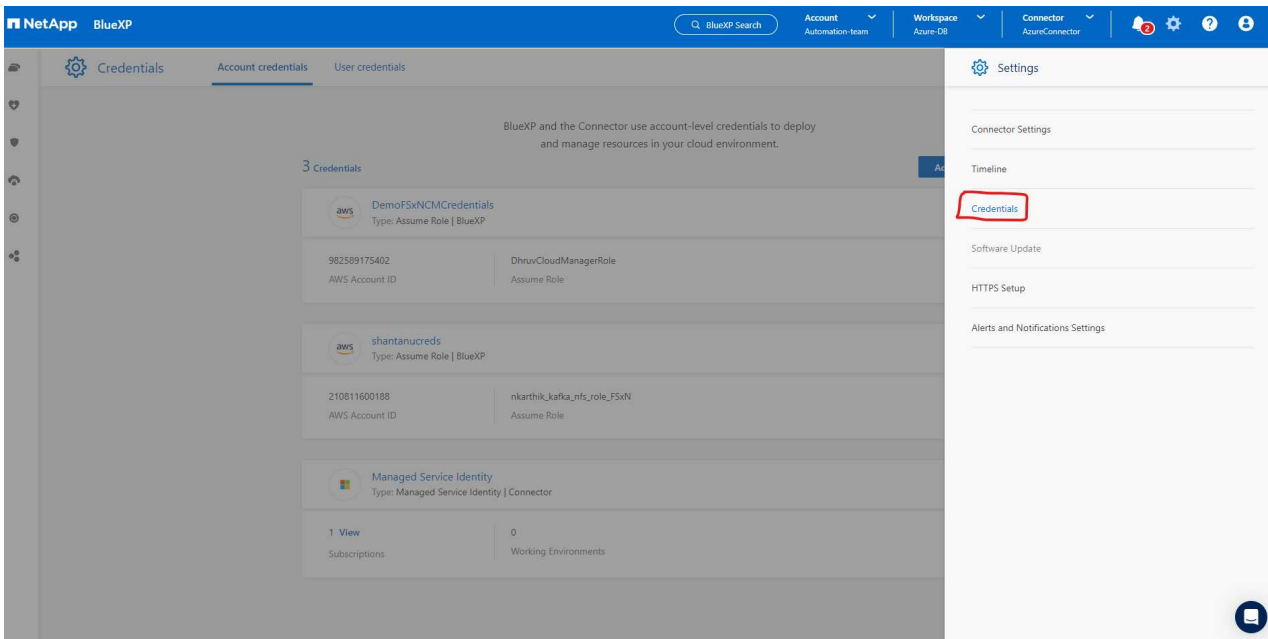 NetApp BlueXP
BlueXP Search
Account
Automation-team
Workspace
Azure-DB
Connector
AzureConnector
2
?
Credentials
Account credentials
User credentials
BlueXP and the Connector use account-level credentials to deploy
and manage resources in your cloud environment.
3 Credentials
Ad
aws
DemoFSxNCMCredentials
Type: Assume Role | BlueXP
982589175402
AWS Account ID
DhruvCloudManagerRole
Assume Role
aws
shantanucreds
Type: Assume Role | BlueXP
210811600188
AWS Account ID
nkarthik_kafka_nfs_role_FSxN
Assume Role
Managed Service Identity
Type: Managed Service Identity | Connector
1 View
Subscriptions
0
Working Environments
Settings
Connector Settings
Timeline
Credentials
Software Update
HTTPS Setup
Alerts and Notifications Settings